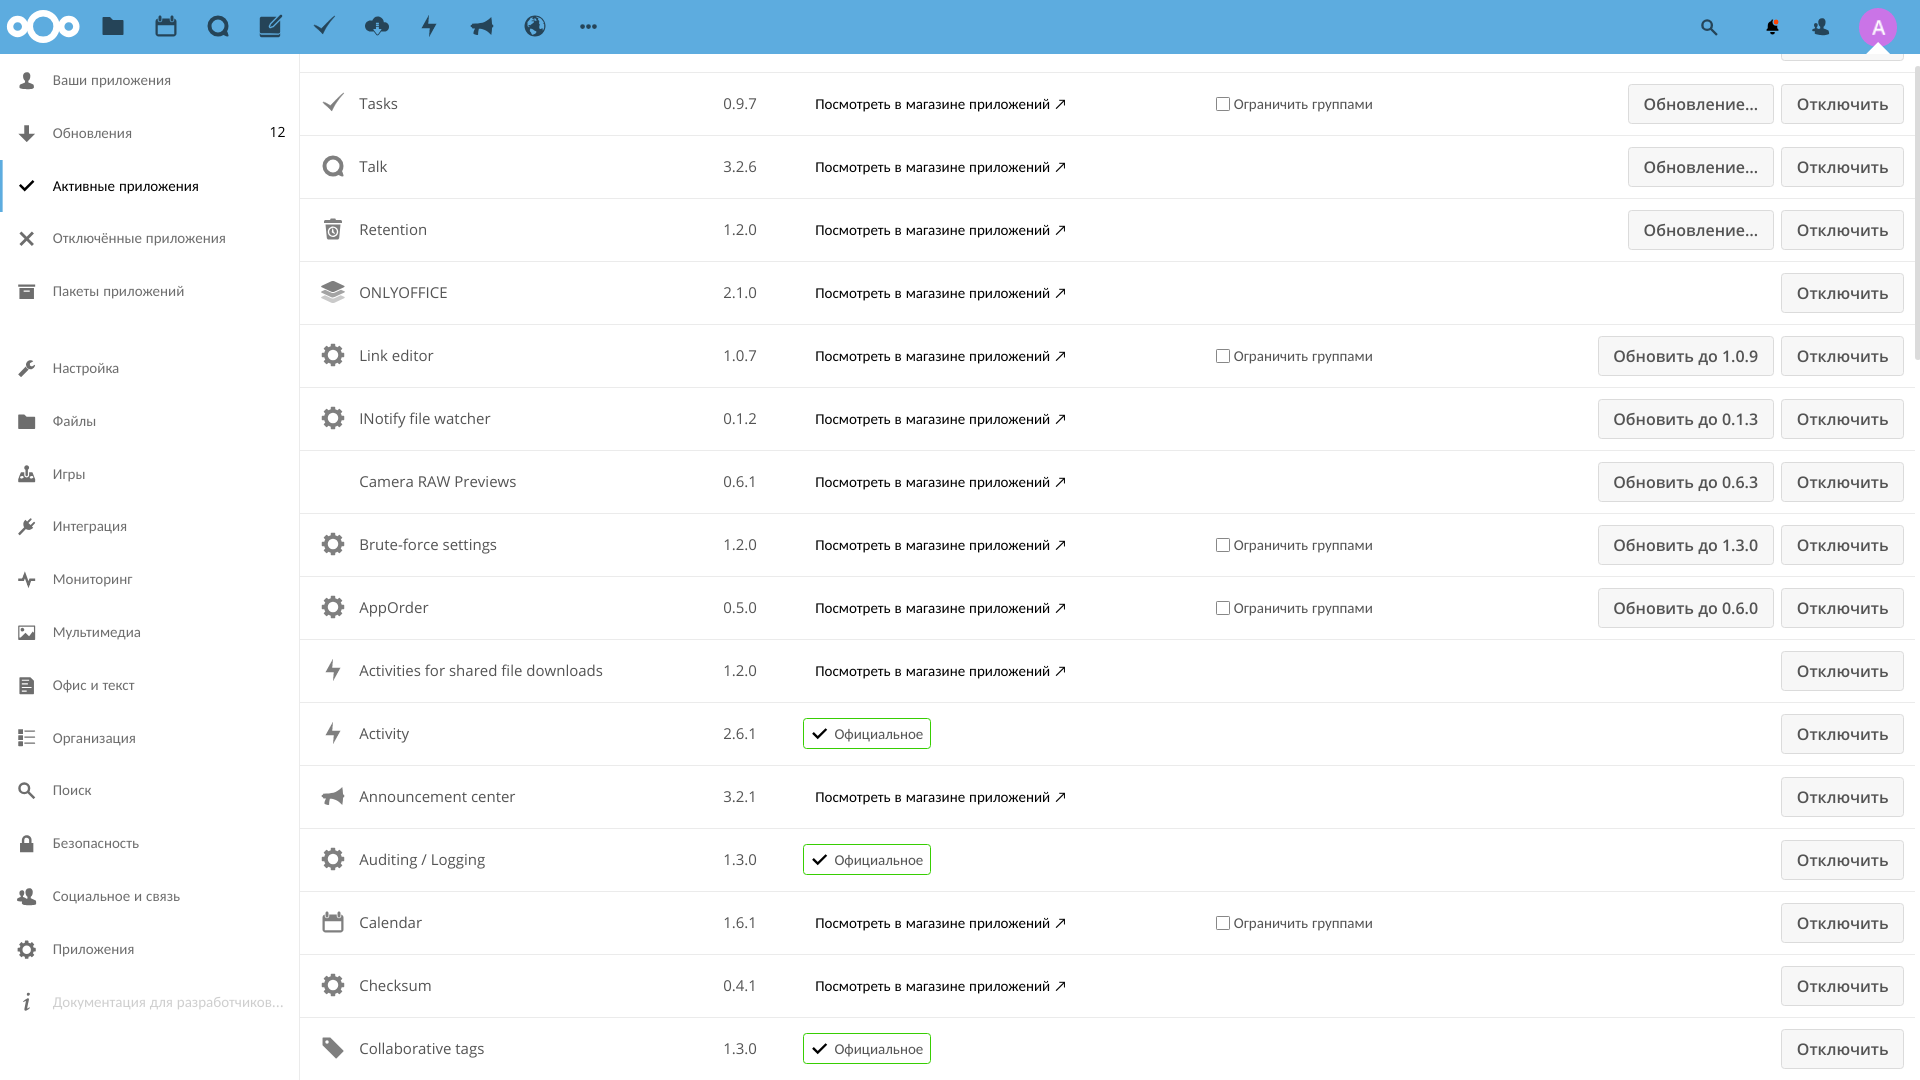 A
Ваши приложения
Обновления 12
Активные приложения
Отключённые приложения
Пакеты приложений
Настройка
Файлы
Игры
Интеграция
Мониторинг
Мультимедиа
Офис и текст
Организация
Поиск
Безопасность
Социальное и связь
Приложения
Документация для разработчиков...
Tasks 0.9.7 Посмотреть в магазине приложений ↗ Ограничить группами Обновление... Отключить
Talk 3.2.6 Посмотреть в магазине приложений ↗ Обновление... Отключить
Retention 1.2.0 Посмотреть в магазине приложений ↗ Обновление... Отключить
ONLYOFFICE 2.1.0 Посмотреть в магазине приложений ↗ Отключить
Link editor 1.0.7 Посмотреть в магазине приложений ↗ Ограничить группами Обновить до 1.0.9 Отключить
INotify file watcher 0.1.2 Посмотреть в магазине приложений ↗ Обновить до 0.1.3 Отключить
Camera RAW Previews 0.6.1 Посмотреть в магазине приложений ↗ Обновить до 0.6.3 Отключить
Brute-force settings 1.2.0 Посмотреть в магазине приложений ↗ Ограничить группами Обновить до 1.3.0 Отключить
AppOrder 0.5.0 Посмотреть в магазине приложений ↗ Ограничить группами Обновить до 0.6.0 Отключить
Activities for shared file downloads 1.2.0 Посмотреть в магазине приложений ↗ Отключить
Activity 2.6.1 Официальное Отключить
Announcement center 3.2.1 Посмотреть в магазине приложений ↗ Отключить
Auditing / Logging 1.3.0 Официальное Отключить
Calendar 1.6.1 Посмотреть в магазине приложений ↗ Ограничить группами Отключить
Checksum 0.4.1 Посмотреть в магазине приложений ↗ Отключить
Collaborative tags 1.3.0 Официальное Отключить